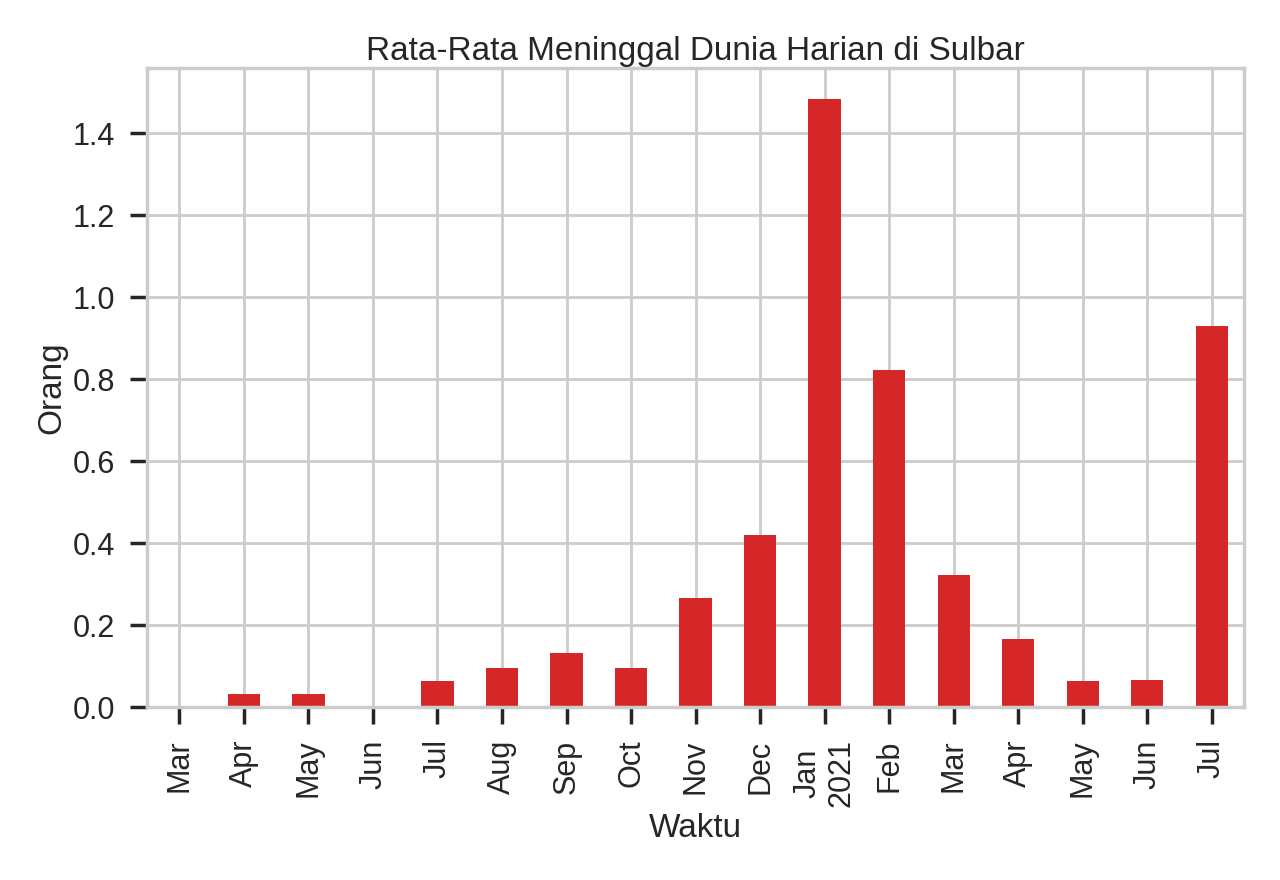 Rata-Rata Meninggal Dunia Harian di Sulbar
1.4
1.2
1.0
0.8
0.6
0.4
0.2
0.0
Orang
Mar
Apr
May
Jun
Jul
Aug
Sep
Oct
Nov
Dec
Jan
2021
Feb
Mar
Apr
May
Jun
Jul
Waktu